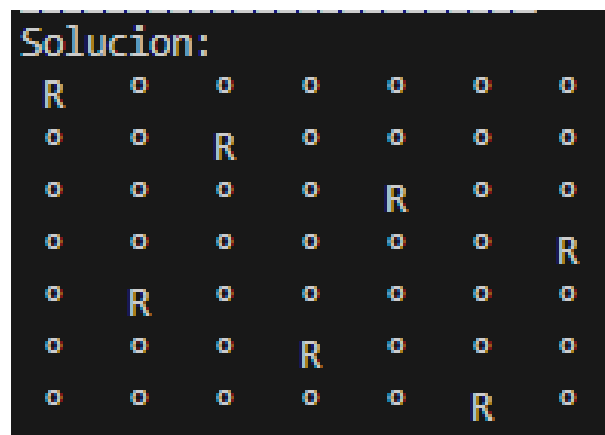 Solucion:
R º º º º º º
º º R º º º º
º º º º R º º
º º º º º º R
º R º º º º º
º º º R º º º
º º º º º R º